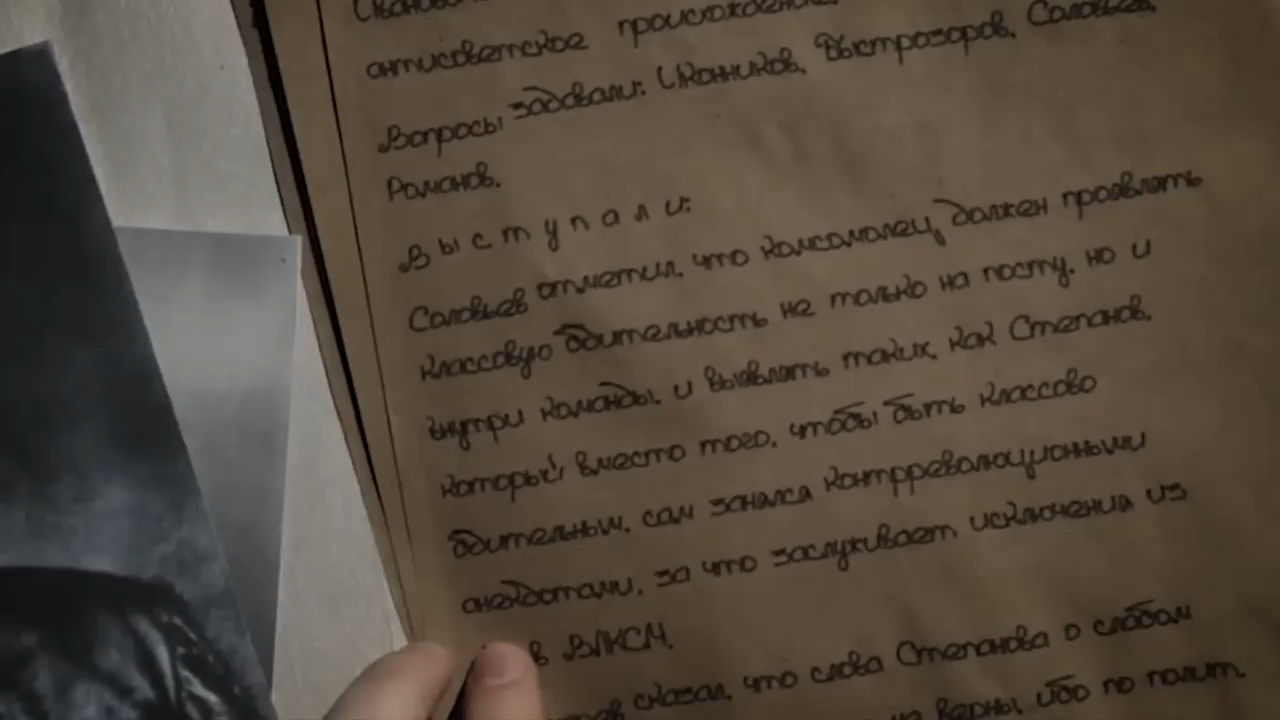 антисоветское происхождение,
Вопросы задавали: Иконников, Быстрозоров, Соловьев,
Романов.
Выступали:
Соловьев отметил, что комсомолец должен проявлять
классовую бдительность не только на посту, но и
внутри команды, и выявлять таких, как Степанов,
который вместо того, чтобы быть классово
бдительным, сам занялся контрреволюционными
анекдотами, за что заслуживает исключения из
в ВЛКСМ.
сказал, что слова Степанова о слабом
верны, ибо по полит.